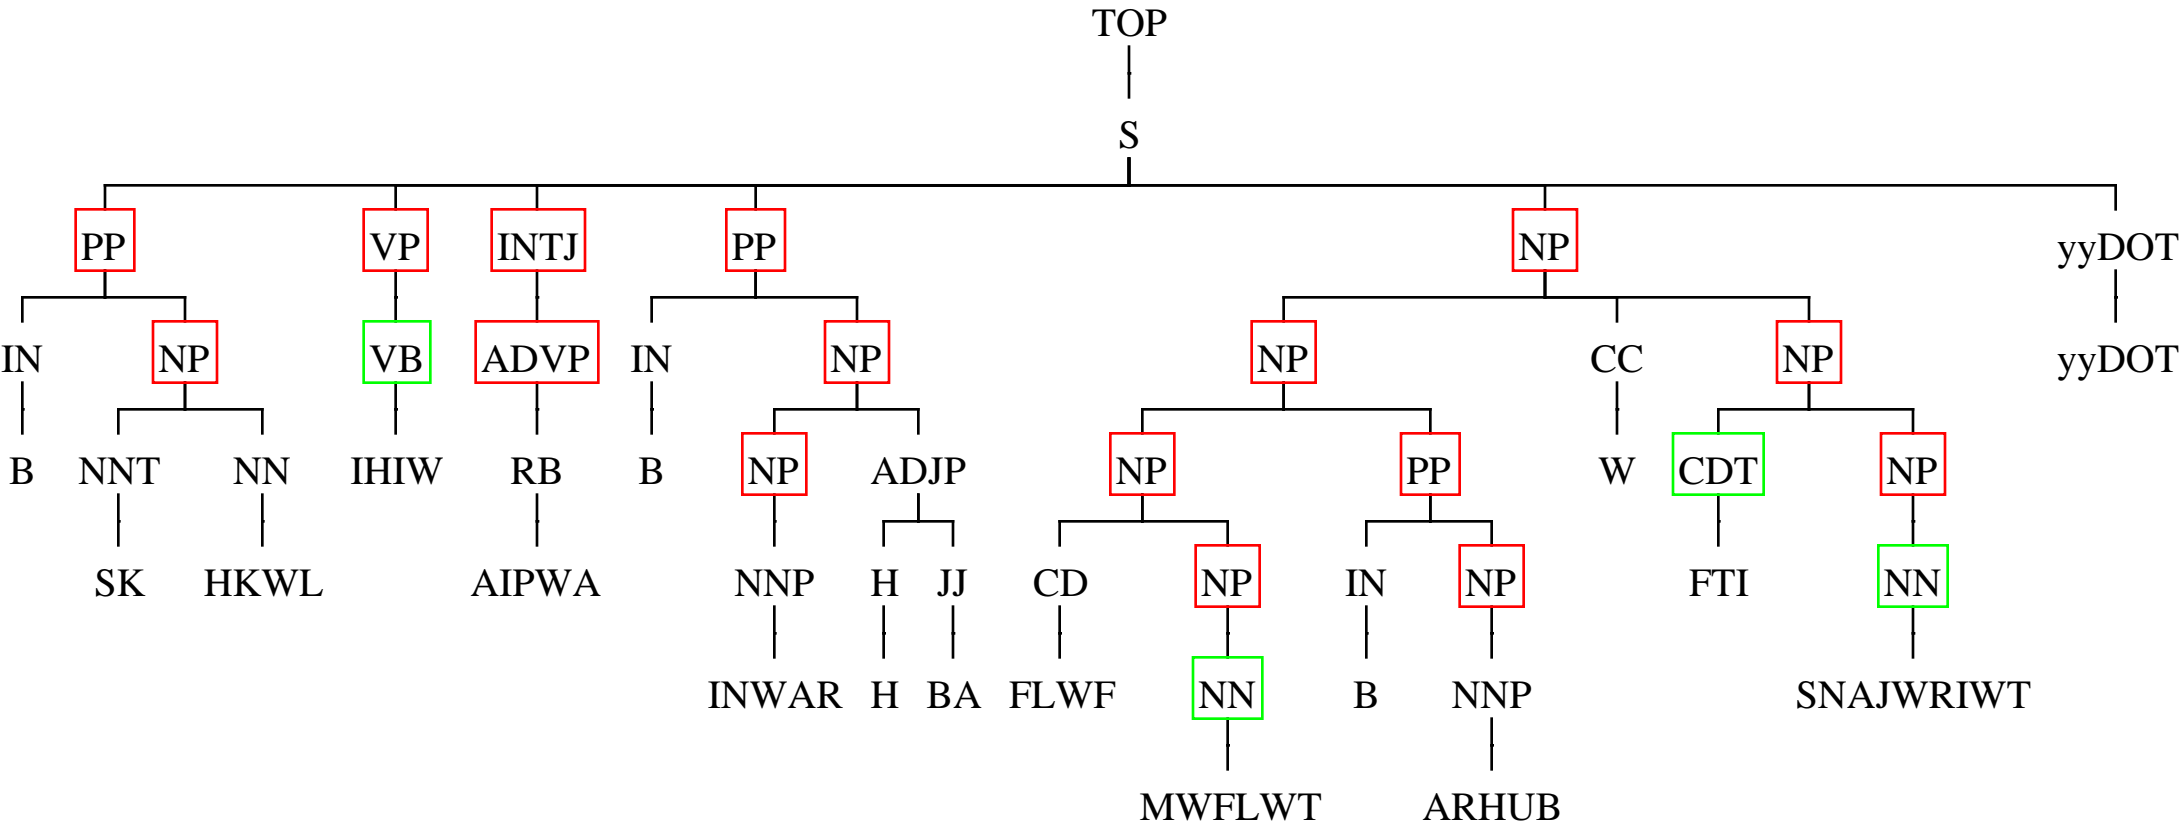 TOP
S
PP VP INTJ PP NP yyDOT
IN NP VB ADVP IN NP NP CC NP yyDOT
B NNT NN IHIW RB B NP ADJP NP PP W CDT NP
SK HKWL AIPWA NNP H JJ CD NP IN NP FTI NN
INWAR H BA FLWF NN B NNP SNAJWRIWT
MWFLWT ARHUB